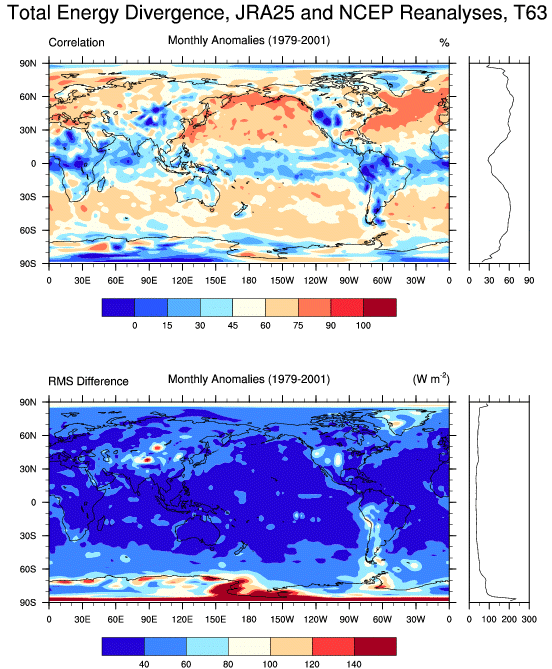 Total Energy Divergence, JRA25 and NCEP Reanalyses, T63
Correlation Monthly Anomalies (1979-2001) %
90N
60N
30N
0
30S
60S
90S
0 30E 60E 90E 120E 150E 180 150W 120W 90W 60W 30W 0
0 30 60 90
0 15 30 45 60 75 90 100
RMS Difference Monthly Anomalies (1979-2001) (W m⁻²)
90N
60N
30N
0
30S
60S
90S
0 30E 60E 90E 120E 150E 180 150W 120W 90W 60W 30W 0
0 100 200 300
40 60 80 100 120 140